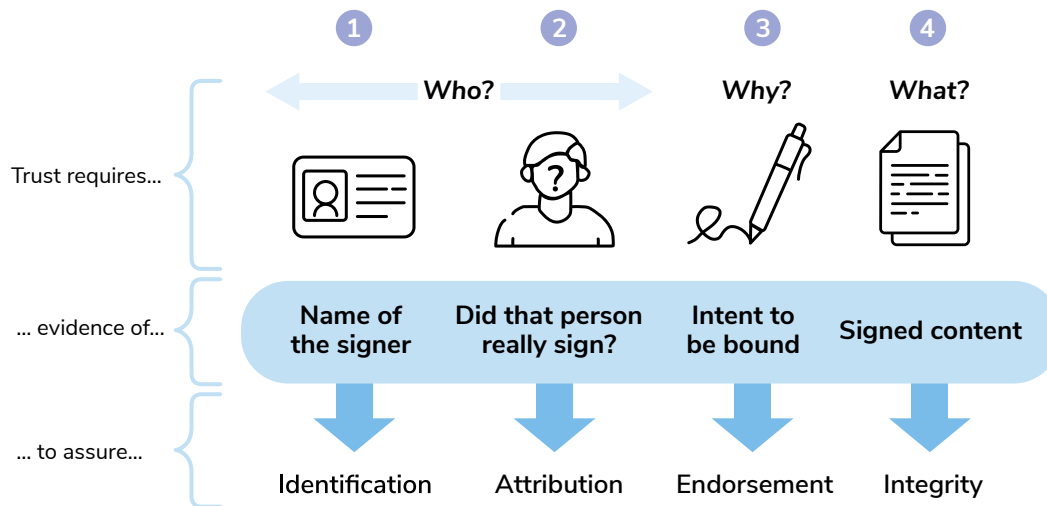 1 2 3 4
Who? Why? What?
Trust requires...
?
... evidence of...
Name of
the signer
Did that person
really sign?
Intent to
be bound
Signed content
... to assure...
Identification Attribution Endorsement Integrity